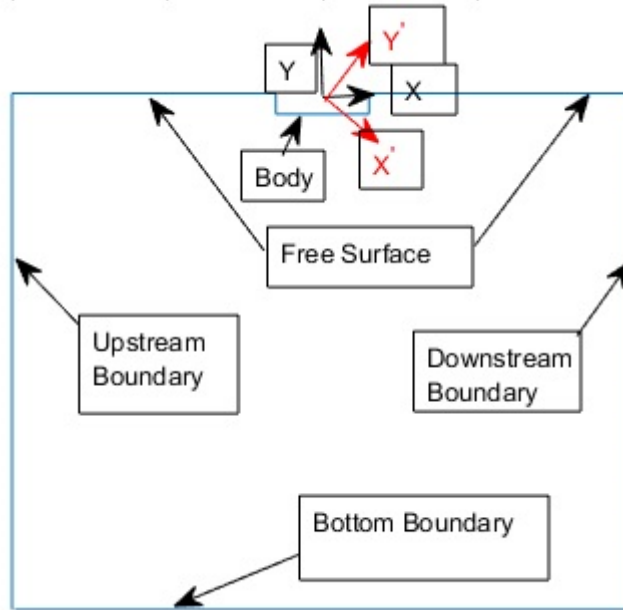 Y
Y*
X
X*
Body
Free Surface
Upstream
Boundary
Downstream
Boundary
Bottom Boundary